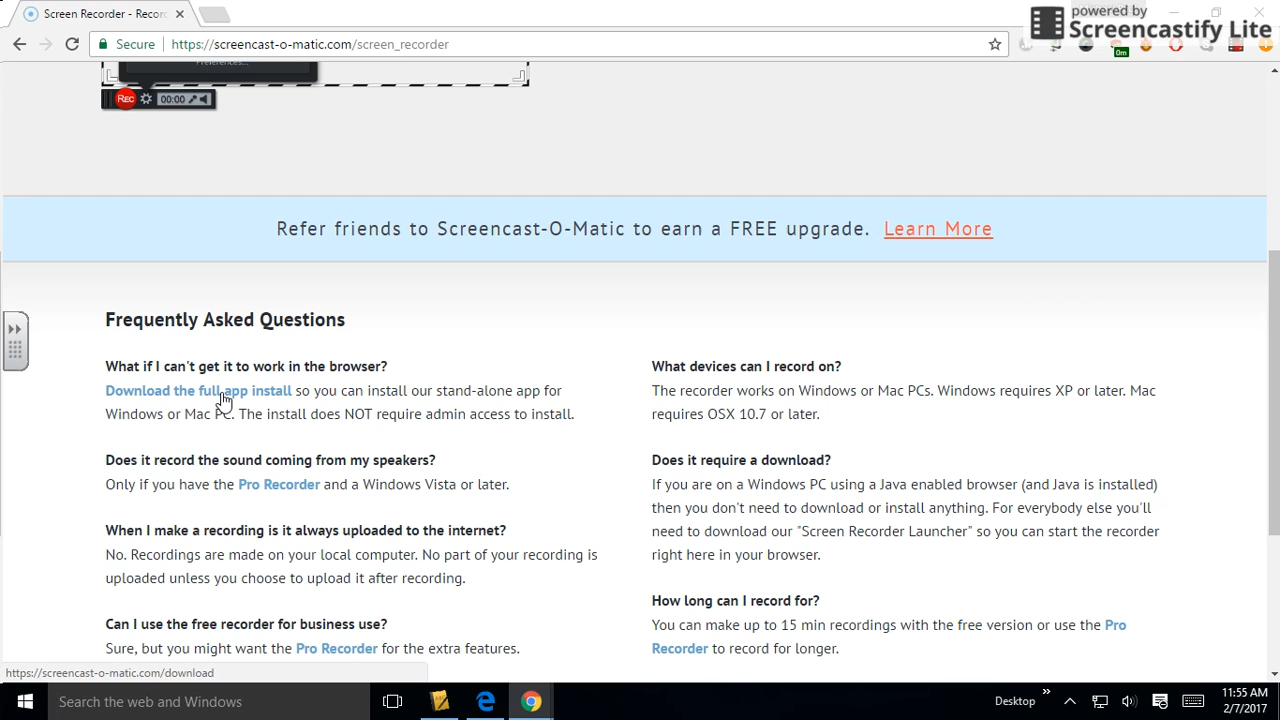 Screen Recorder - Recor
powered by
Screencastify Lite
Secure
https://screencast-o-matic.com/screen_recorder
0m
Preferences...
REC
00:00
Refer friends to Screencast-O-Matic to earn a FREE upgrade. Learn More
Frequently Asked Questions
What if I can't get it to work in the browser?
Download the full app install so you can install our stand-alone app for
Windows or Mac PC. The install does NOT require admin access to install.
Does it record the sound coming from my speakers?
Only if you have the Pro Recorder and a Windows Vista or later.
When I make a recording is it always uploaded to the internet?
No. Recordings are made on your local computer. No part of your recording is
uploaded unless you choose to upload it after recording.
Can I use the free recorder for business use?
Sure, but you might want the Pro Recorder for the extra features.
What devices can I record on?
The recorder works on Windows or Mac PCs. Windows requires XP or later. Mac
requires OSX 10.7 or later.
Does it require a download?
If you are on a Windows PC using a Java enabled browser (and Java is installed)
then you don't need to download or install anything. For everybody else you'll
need to download our "Screen Recorder Launcher" so you can start the recorder
right here in your browser.
How long can I record for?
You can make up to 15 min recordings with the free version or use the Pro
Recorder to record for longer.
https://screencast-o-matic.com/download
Search the web and Windows
Desktop
11:55 AM
2/7/2017